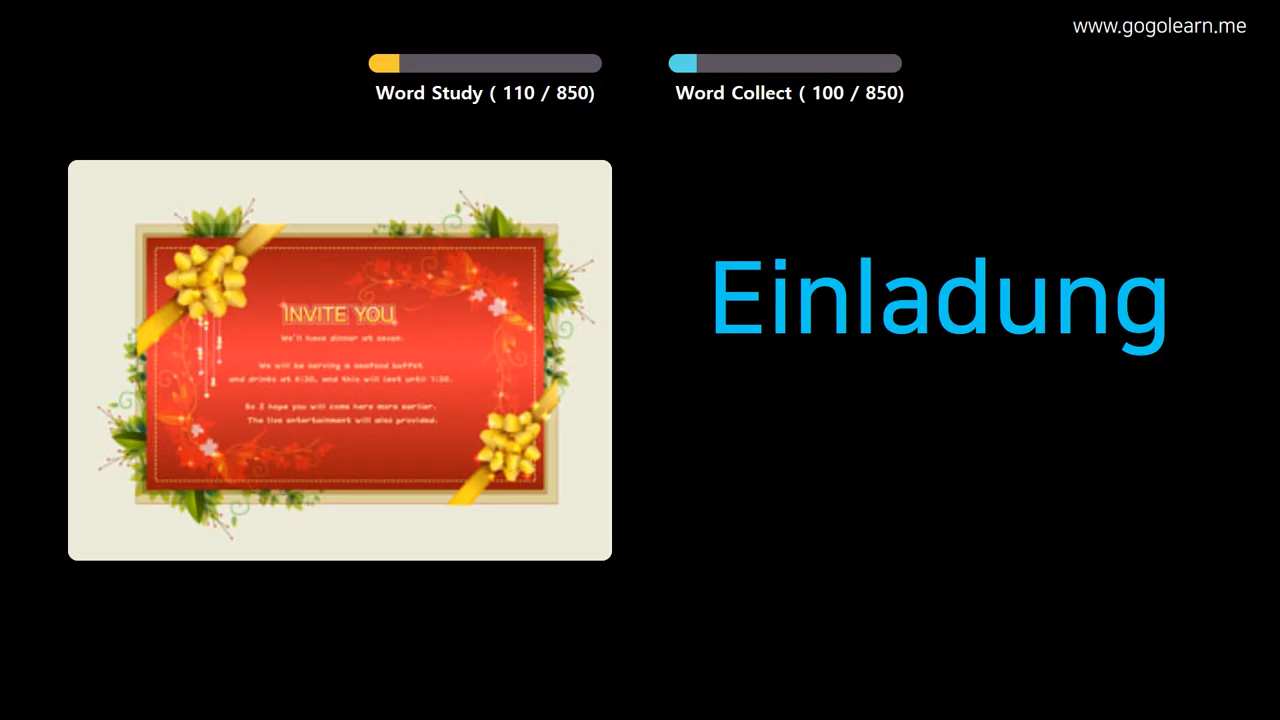 www.gogolearn.me
Word Study ( 110 / 850)
Word Collect ( 100 / 850)
INVITE YOU
We'll have dinner at seven.
We will be serving a seafood buffet
and drinks at 6:30, and this will last until 1:30.
So I hope you will come here more earlier.
The live entertainment will also provided.
Einladung